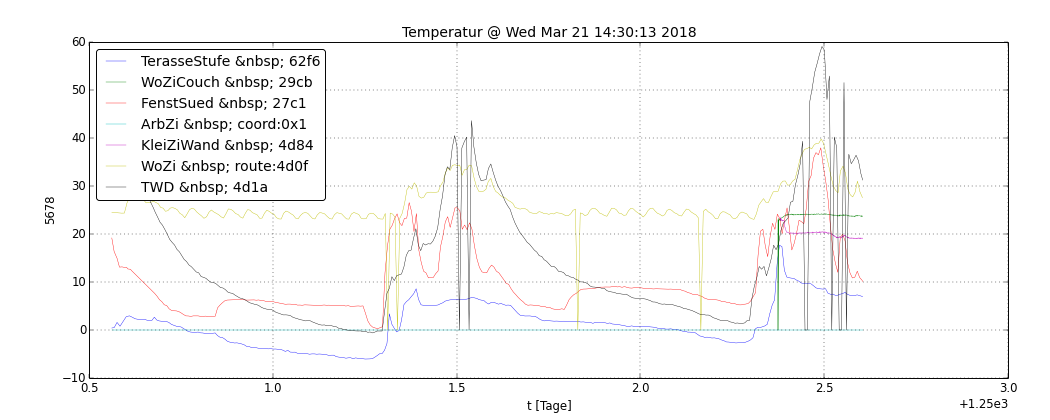 Temperatur @ Wed Mar 21 14:30:13 2018
60
50
40
30
20
10
0
−10
5678
TerasseStufe &nbsp; 62f6
WoZiCouch &nbsp; 29cb
FenstSued &nbsp; 27c1
ArbZi &nbsp; coord:0x1
KleiZiWand &nbsp; 4d84
WoZi &nbsp; route:4d0f
TWD &nbsp; 4d1a
0.5 1.0 1.5 2.0 2.5 3.0
t [Tage]
+1.25e3